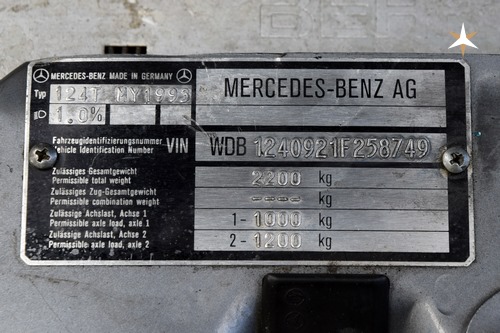 MERCEDES-BENZ MADE IN GERMANY
MERCEDES-BENZ AG
Typ 124T MY1993
1.0%
Fahrzeugidentifizierungsnummer
Vehicle Identification Number
VIN
WDB 1240921F258749
Zulässiges Gesamtgewicht
Permissible total weight
2200 kg
Zulässiges Zug-Gesamtgewicht
Permissible combination weight
---- kg
Zulässige Achslast, Achse 1
Permissible axle load, axle 1
1-1000 kg
Zulässige Achslast, Achse 2
Permissible axle load, axle 2
2-1200 kg